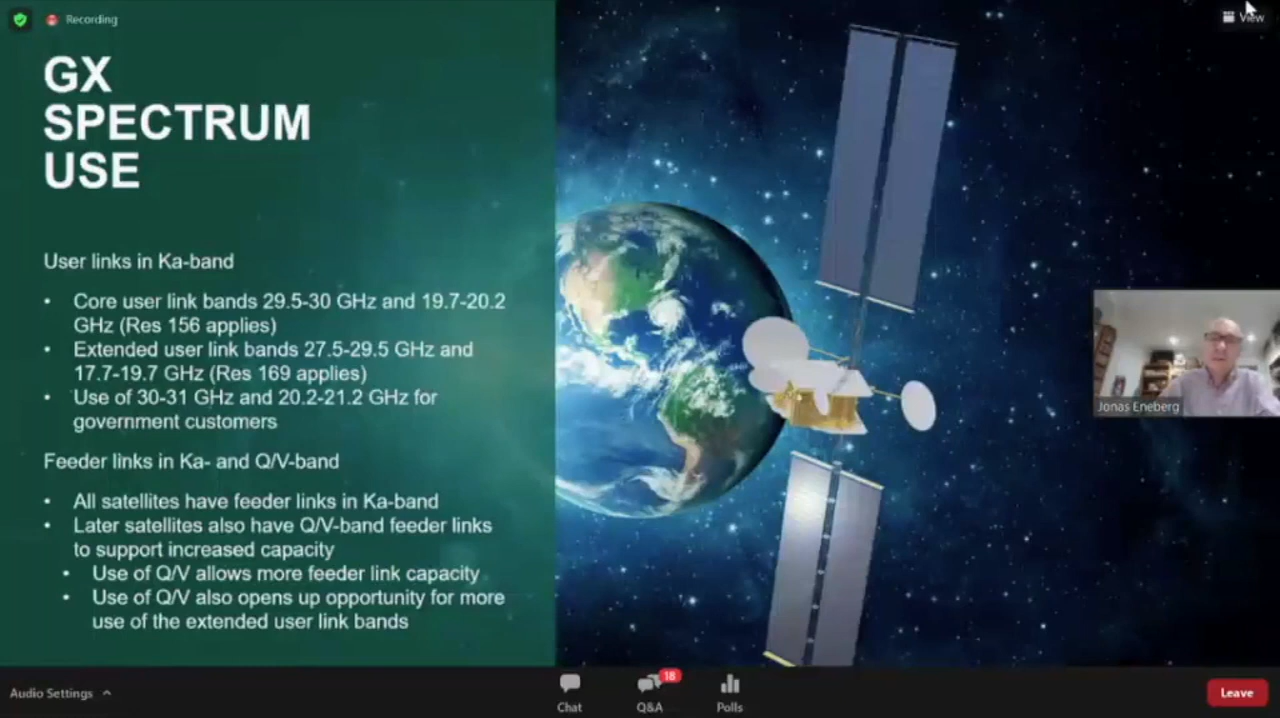 Recording
View
GX
SPECTRUM
USE
User links in Ka-band
• Core user link bands 29.5-30 GHz and 19.7-20.2
GHz (Res 156 applies)
• Extended user link bands 27.5-29.5 GHz and
17.7-19.7 GHz (Res 169 applies)
• Use of 30-31 GHz and 20.2-21.2 GHz for
government customers
Feeder links in Ka- and Q/V-band
• All satellites have feeder links in Ka-band
• Later satellites also have Q/V-band feeder links
to support increased capacity
• Use of Q/V allows more feeder link capacity
• Use of Q/V also opens up opportunity for more
use of the extended user link bands
Jonas Eneberg
Audio Settings
Chat
18
Q&A
Polls
Leave